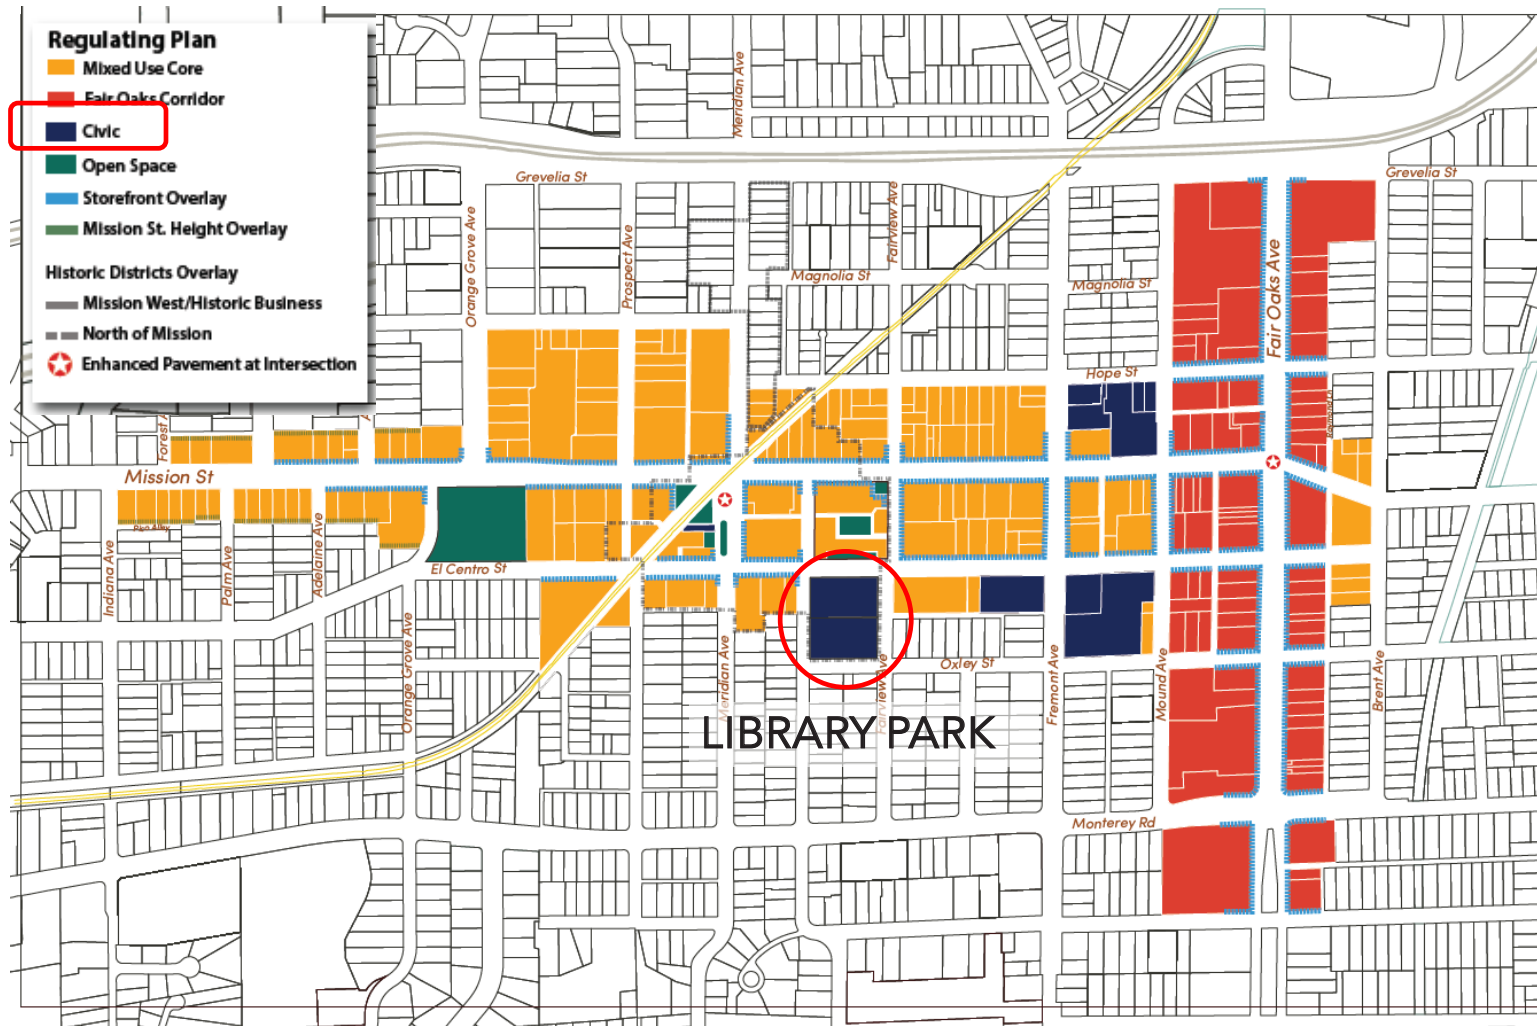 Regulating Plan
Mixed Use Core
Fair Oaks Corridor
Civic
Open Space
Storefront Overlay
Mission St. Height Overlay
Historic Districts Overlay
Mission West/Historic Business
North of Mission
Enhanced Pavement at Intersection
Meridian Ave
Grevelia St
Grevelia St
Orange Grove Ave
Prospect Ave
Fairview Ave
Magnolia St
Magnolia St
Fair Oaks Ave
Hope St
Forest
Mission St
Indiana Ave
Palm Ave
Adelaine Ave
El Centro St
Orange Grove Ave
Meridian Ave
Fairview Ave
Oxley St
Fremont Ave
Mound Ave
Brent Ave
LIBRARY PARK
Monterey Rd